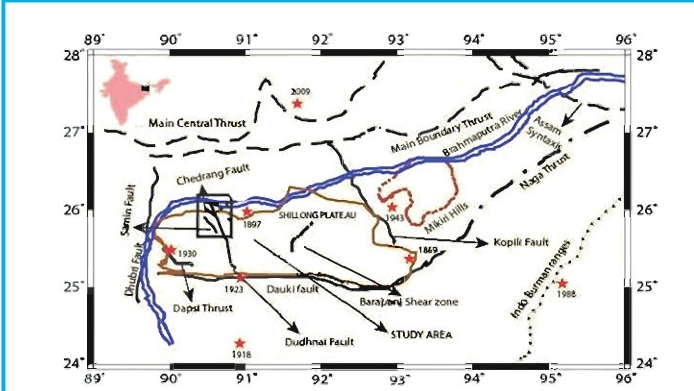 89° 90° 91° 92° 93° 94° 95° 96°
28° 28°
2009
Main Central Thrust
Main Boundary Thrust
Brahmaputra River
Assam
Syntaxis
27° 27°
Naga Thrust
Chedrang Fault
Samin Fault
26° 26°
1897
SHILLONG PLATEAU
1943
Mikiri Hills
Kopili Fault
Dhubri Fault
1930
1869
25° 25°
Dapsi Thrust
1923
Dauki fault
Barapani Shear zone
Indo Burman ranges
1988
STUDY AREA
Dudhnai Fault
1918
24° 24°
89° 90° 91° 92° 93° 94° 95° 96°